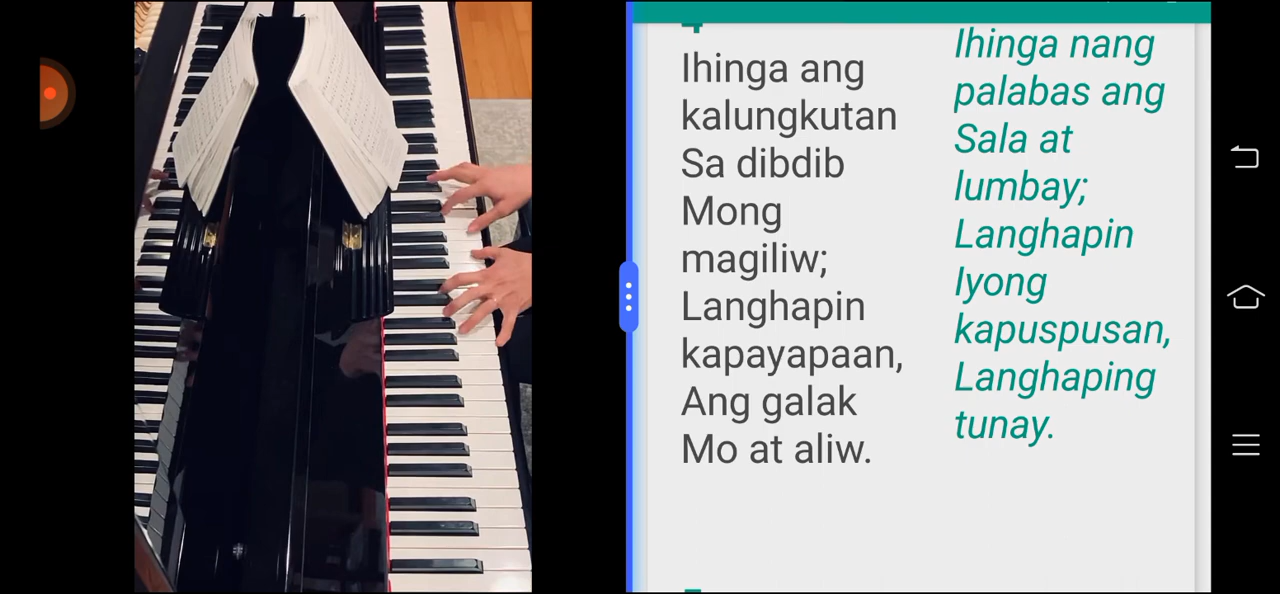 4
Ihinga ang
kalungkutan
Sa dibdib
Mong
magiliw;
Langhapin
kapayapaan,
Ang galak
Mo at aliw.
Ihinga nang
palabas ang
Sala at
lumbay;
Langhapin
Iyong
kapuspusan,
Langhaping
tunay.